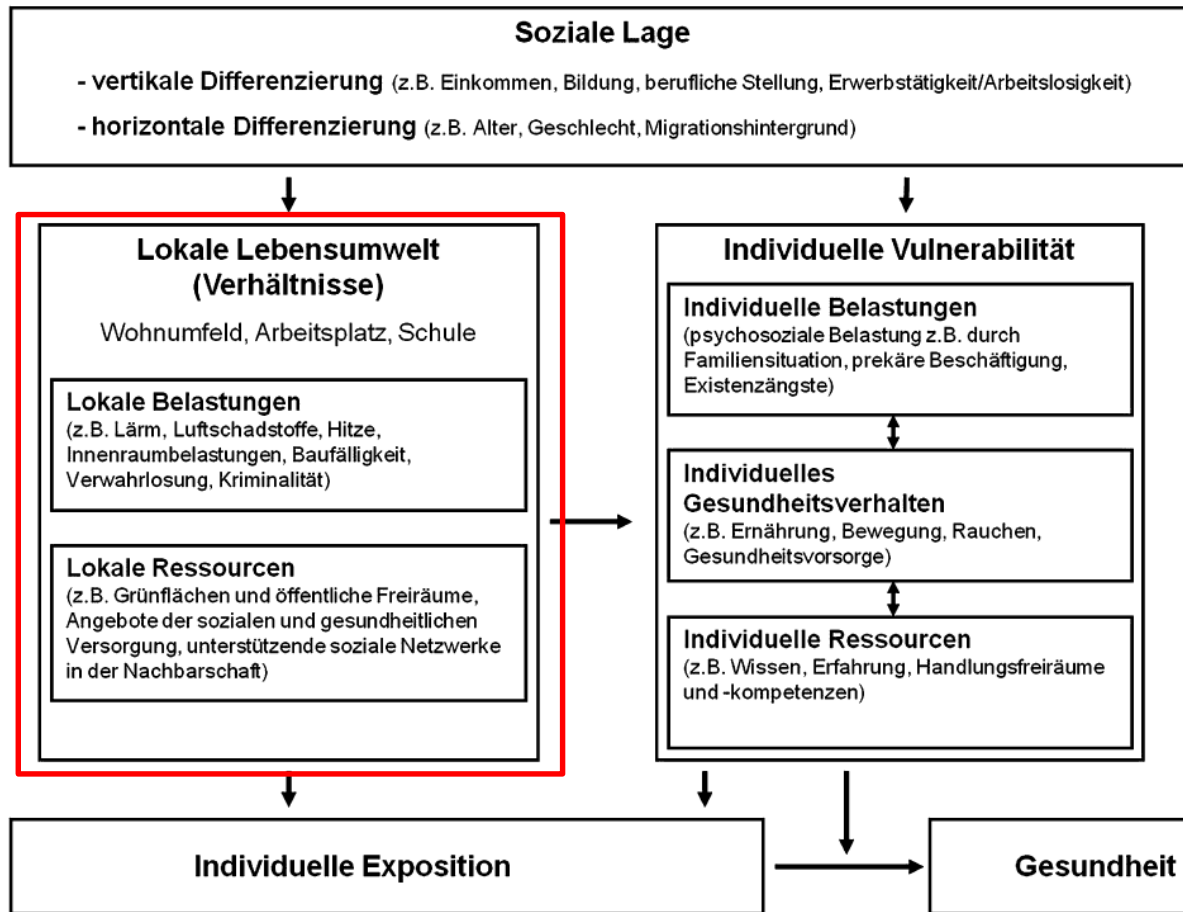 Soziale Lage
- vertikale Differenzierung (z.B. Einkommen, Bildung, berufliche Stellung, Erwerbstätigkeit/Arbeitslosigkeit)
- horizontale Differenzierung (z.B. Alter, Geschlecht, Migrationshintergrund)
Lokale Lebensumwelt
(Verhältnisse)
Wohnumfeld, Arbeitsplatz, Schule
Lokale Belastungen
(z.B. Lärm, Luftschadstoffe, Hitze,
Innenraumbelastungen, Baufälligkeit,
Verwahrlosung, Kriminalität)
Lokale Ressourcen
(z.B. Grünflächen und öffentliche Freiräume,
Angebote der sozialen und gesundheitlichen
Versorgung, unterstützende soziale Netzwerke
in der Nachbarschaft)
Individuelle Vulnerabilität
Individuelle Belastungen
(psychosoziale Belastung z.B. durch
Familiensituation, prekäre Beschäftigung,
Existenzängste)
Individuelles
Gesundheitsverhalten
(z.B. Ernährung, Bewegung, Rauchen,
Gesundheitsvorsorge)
Individuelle Ressourcen
(z.B. Wissen, Erfahrung, Handlungsfreiräume
und -kompetenzen)
Individuelle Exposition
Gesundheit